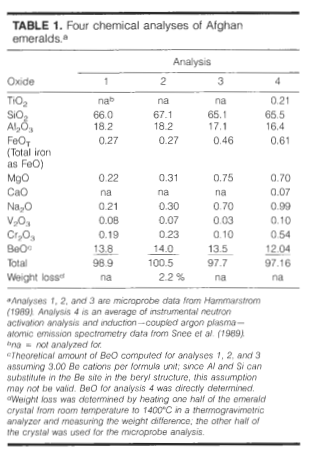 TABLE 1. Four chemical analyses of Afghan
emeralds.ᵃ
Analysis
Oxide 1 2 3 4
TiO₂ naᵇ na na 0.21
SiO₂ 66.0 67.1 65.1 65.5
Al₂O₃ 18.2 18.2 17.1 16.4
FeOT 0.27 0.27 0.46 0.61
(Total iron
as FeO)
MgO 0.22 0.31 0.75 0.70
CaO na na na 0.07
Na₂O 0.21 0.30 0.70 0.99
V₂O₃ 0.08 0.07 0.03 0.10
Cr₂O₃ 0.19 0.23 0.10 0.54
BeOᶜ 13.8 14.0 13.5 12.04
Total 98.9 100.5 97.7 97.16
Weight lossᵈ na 2.2 % na na
ᵃAnalyses 1, 2, and 3 are microprobe data from Hammarstrom
(1989). Analysis 4 is an average of instrumental neutron
activation analysis and induction–coupled argon plasma–
atomic emission spectrometry data from Snee et al. (1989).
ᵇna = not analyzed for.
ᶜTheoretical amount of BeO computed for analyses 1, 2, and 3
assuming 3.00 Be cations per formula unit; since Al and Si can
substitute in the Be site in the beryl structure, this assumption
may not be valid. BeO for analysis 4 was directly determined.
ᵈWeight loss was determined by heating one half of the emerald
crystal from room temperature to 1400°C in a thermogravimetric
analyzer and measuring the weight difference; the other half of
the crystal was used for the microprobe analysis.